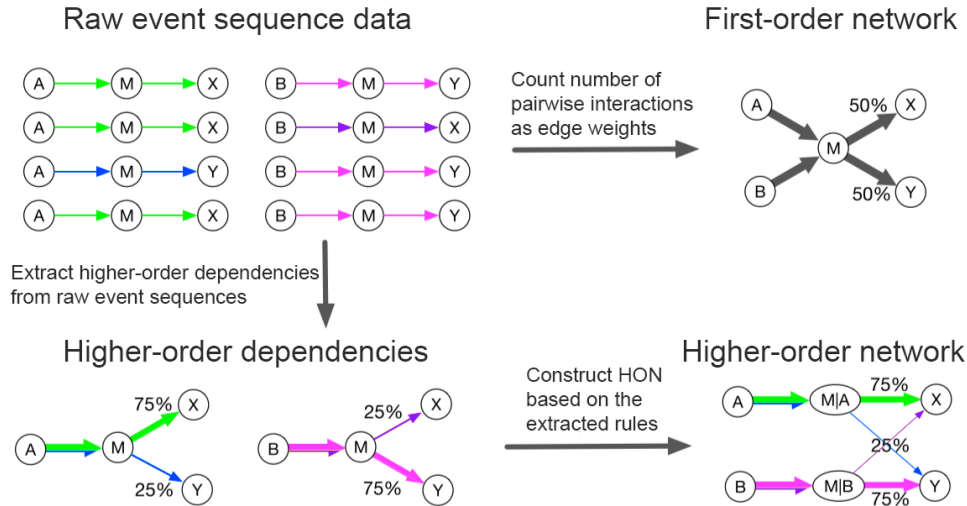 Raw event sequence data
First-order network
A M X B M Y
A M X B M X
A M Y B M Y
A M X B M Y
Count number of
pairwise interactions
as edge weights
A 50% X
M
B 50% Y
Extract higher-order dependencies
from raw event sequences
Higher-order dependencies
Higher-order network
75% X
A M
25% Y
25% X
B M
75% Y
Construct HON
based on the
extracted rules
A M|A 75% X
25%
B M|B 75% Y